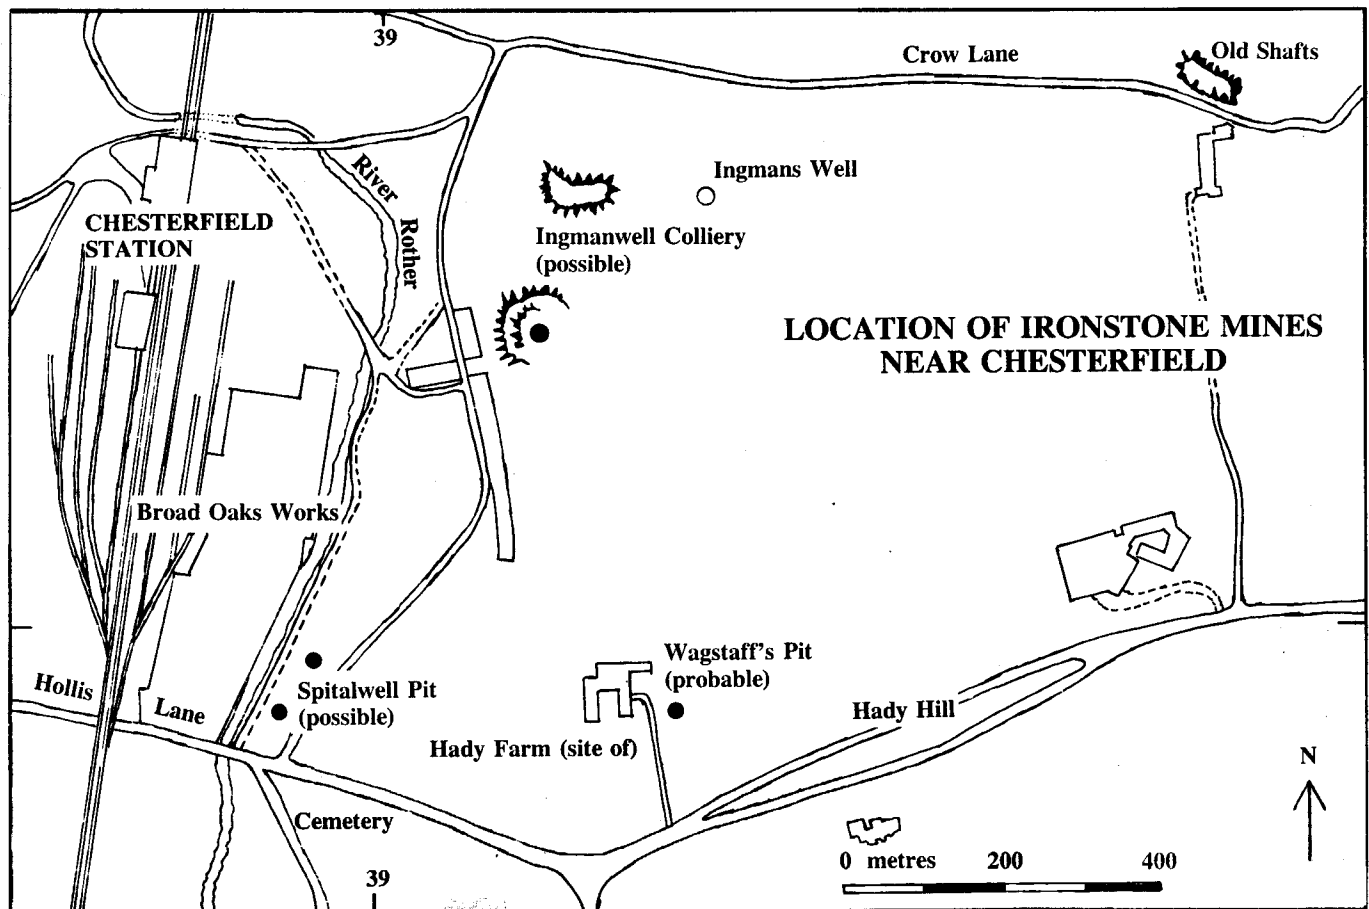 39
Crow Lane
Old Shafts
River
Rother
Ingmans Well
CHESTERFIELD
STATION
Ingmanwell Colliery
(possible)
LOCATION OF IRONSTONE MINES
NEAR CHESTERFIELD
Broad Oaks Works
Wagstaff's Pit
(probable)
Hollis
Lane
Spitalwell Pit
(possible)
Hady Hill
Hady Farm (site of)
N
Cemetery
0 metres 200 400
39